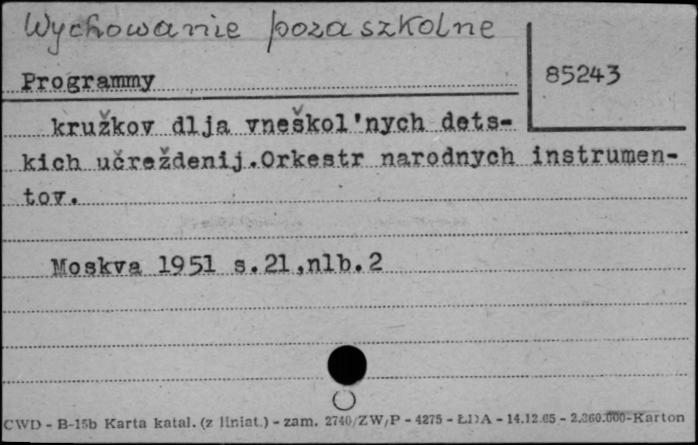 Wychowanie poza szkolne
Programmy
85243
kružkov dlja vneškol'nych dets-
kich učreždenij.Orkestr narodnych instrumen-
tov.
Moskva 1951 s.21,nlb.2
CWD - B-15b Karta katal. (z liniat.) - zam. 2740/ZW/P - 4275 - ŁDA - 14.12.65 - 2.360.000-Karton